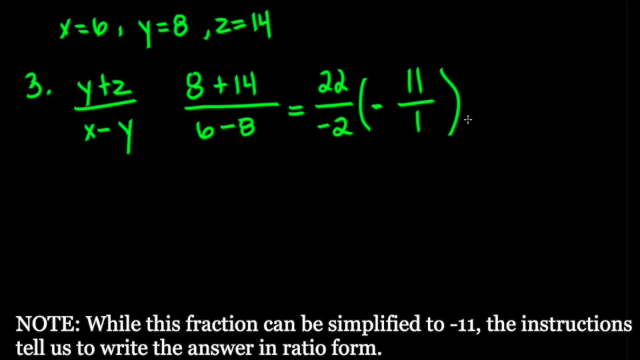 x=6, y=8, z=14
3. y+z/x-y 8+14/6-8 = 22/-2 (- 11/1)
NOTE: While this fraction can be simplified to -11, the instructions
tell us to write the answer in ratio form.